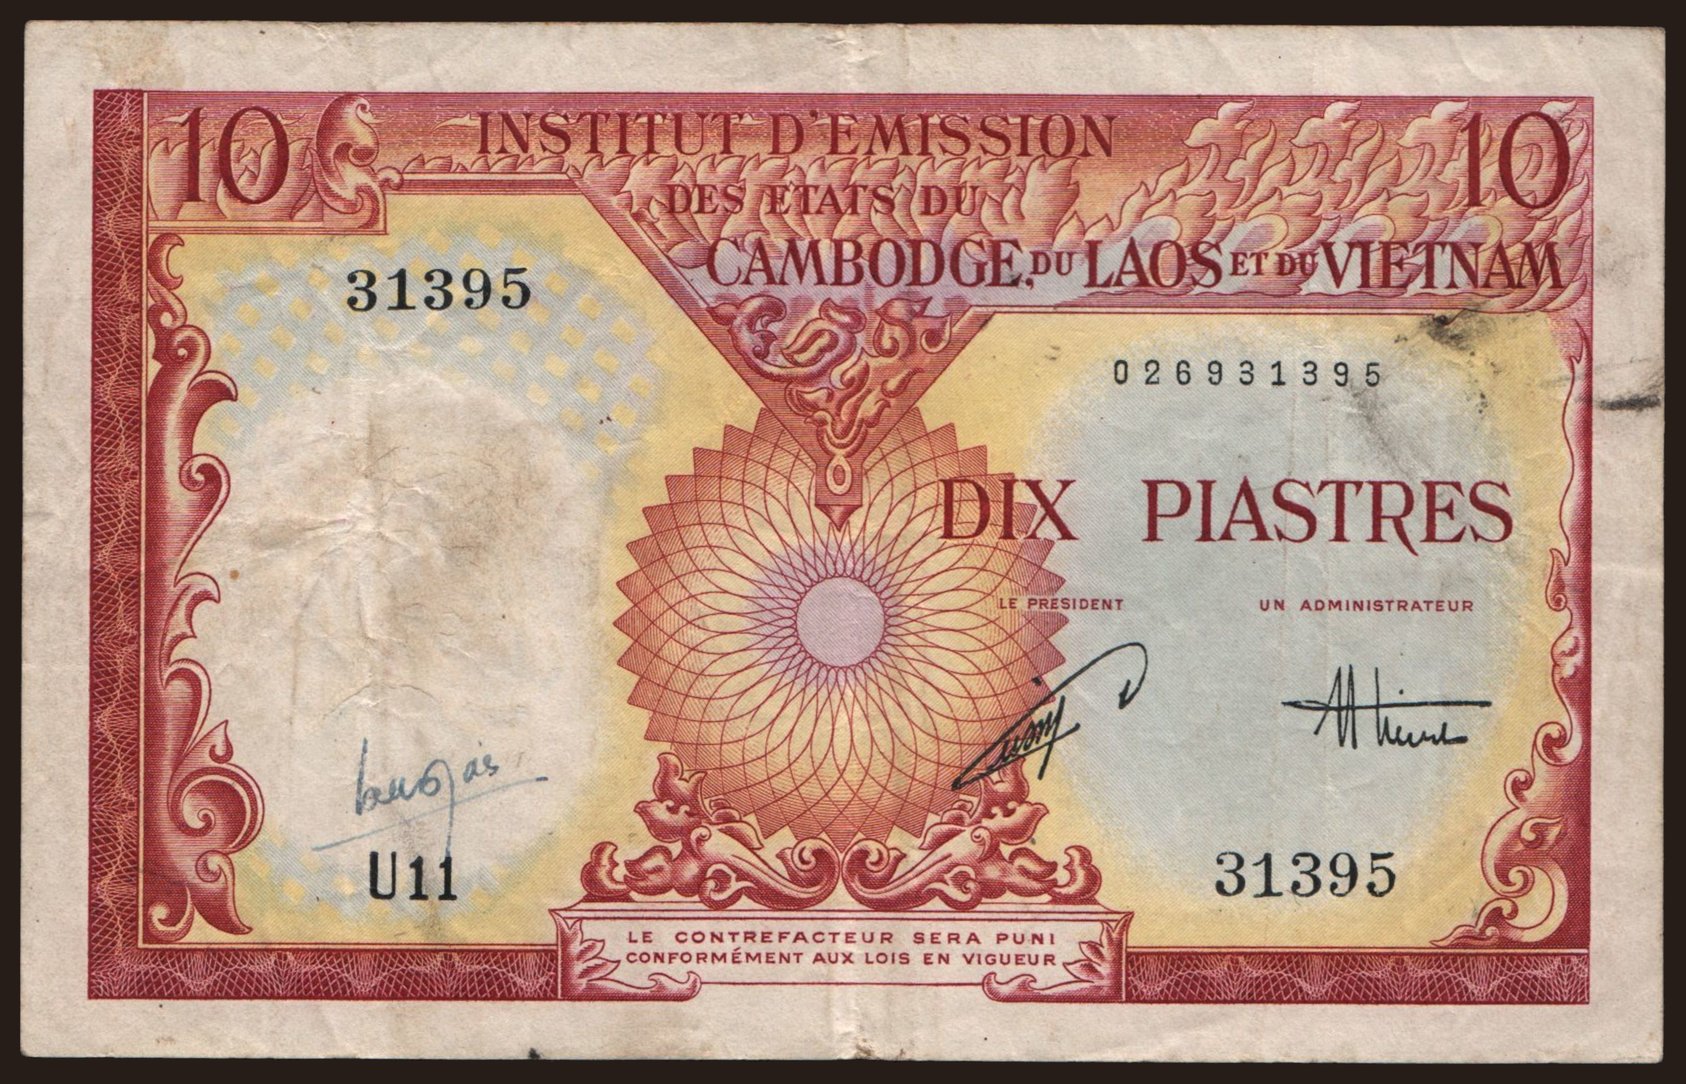 10
INSTITUT D'EMISSION
10
DES ETATS DU
CAMBODGE, DU LAOS ET DU VIETNAM
31395
026931395
DIX PIASTRES
LE PRESIDENT
UN ADMINISTRATEUR
U11
31395
LE CONTREFACTEUR SERA PUNI
CONFORMÉMENT AUX LOIS EN VIGUEUR